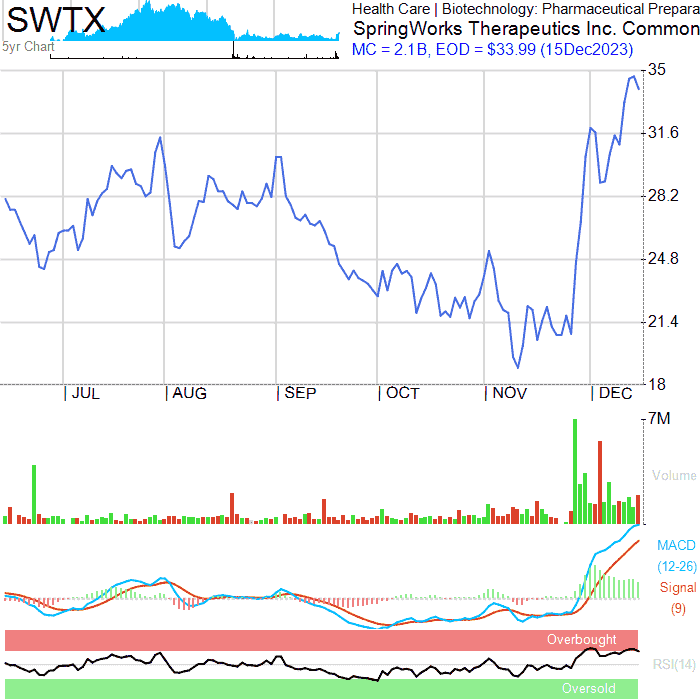 SWTX
Health Care | Biotechnology: Pharmaceutical Prepara
SpringWorks Therapeutics Inc. Common
5yr Chart
MC = 2.1B, EOD = $33.99 (15Dec2023)
35
31.6
28.2
24.8
21.4
18
| JUL | AUG | SEP | OCT | NOV | DEC
7M
Volume
MACD
(12-26)
Signal
(9)
Overbought
RSI(14)
Oversold